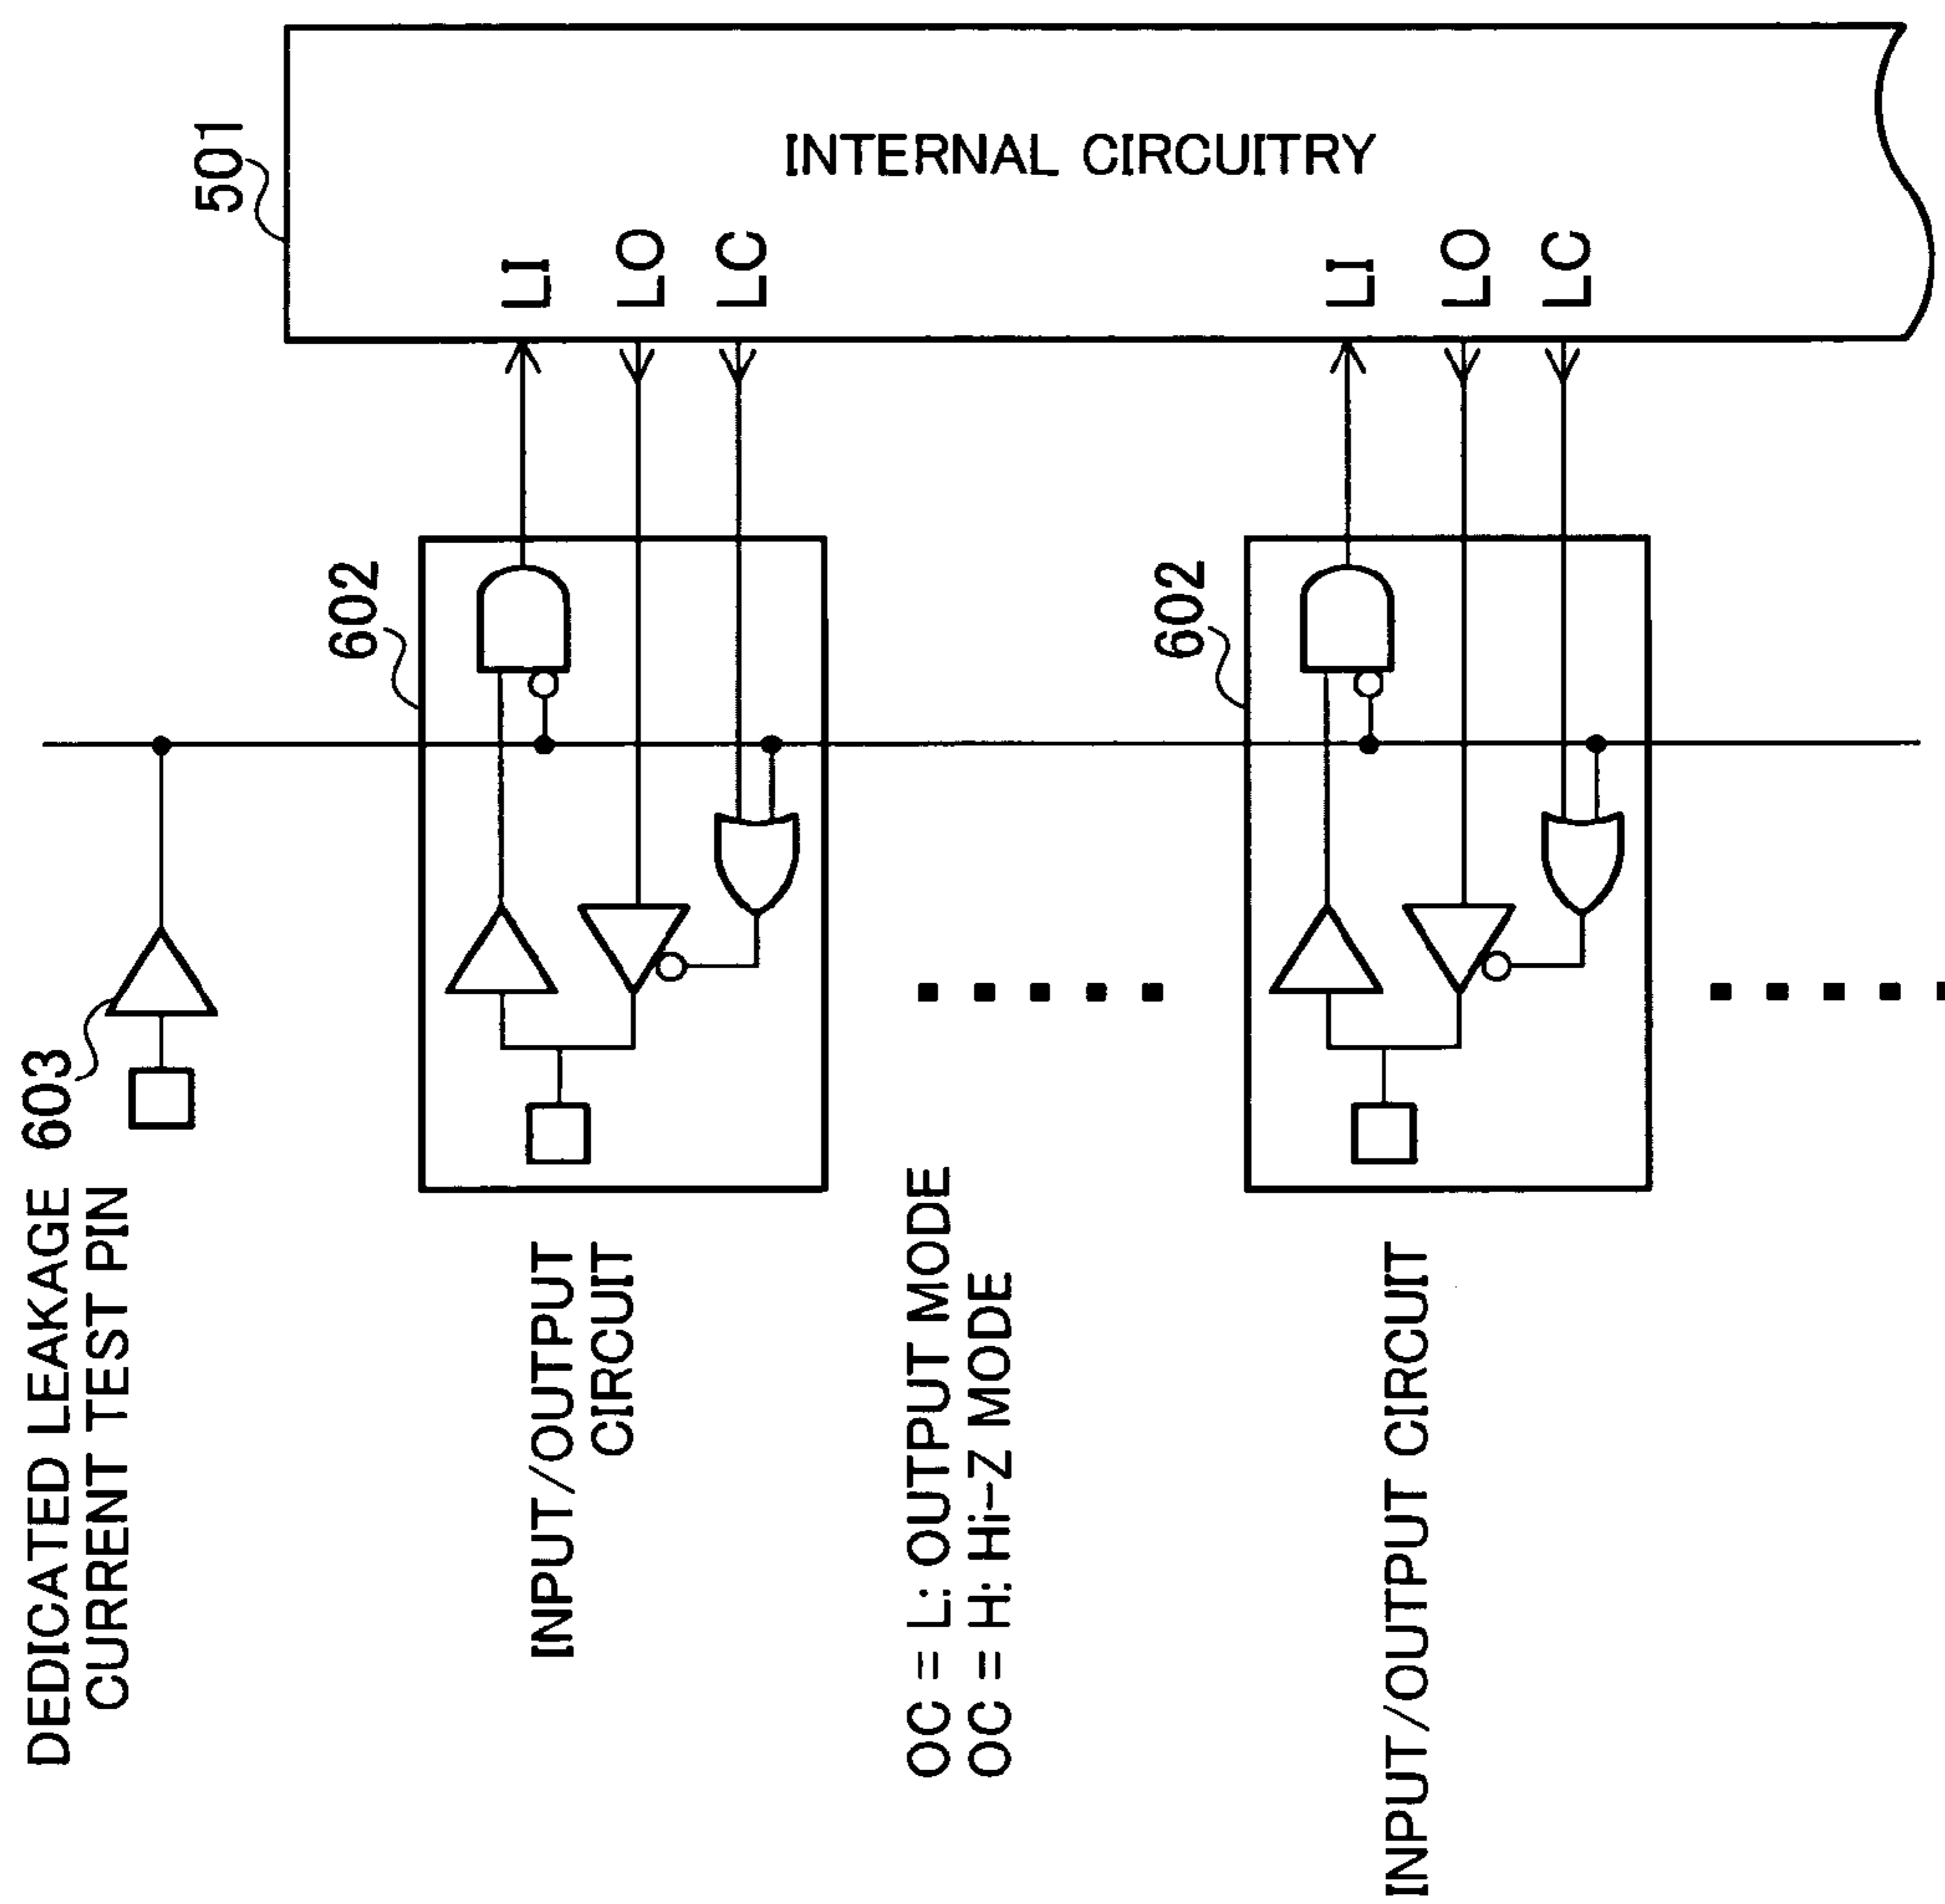 INTERNAL CIRCUITRY
501
LI
LO
LC
LI
LO
LC
602
602
DEDICATED LEAKAGE 603
CURRENT TEST PIN
INPUT/OUTPUT
CIRCUIT
OC = L: OUTPUT MODE
OC = H: Hi-Z MODE
INPUT/OUTPUT CIRCUIT